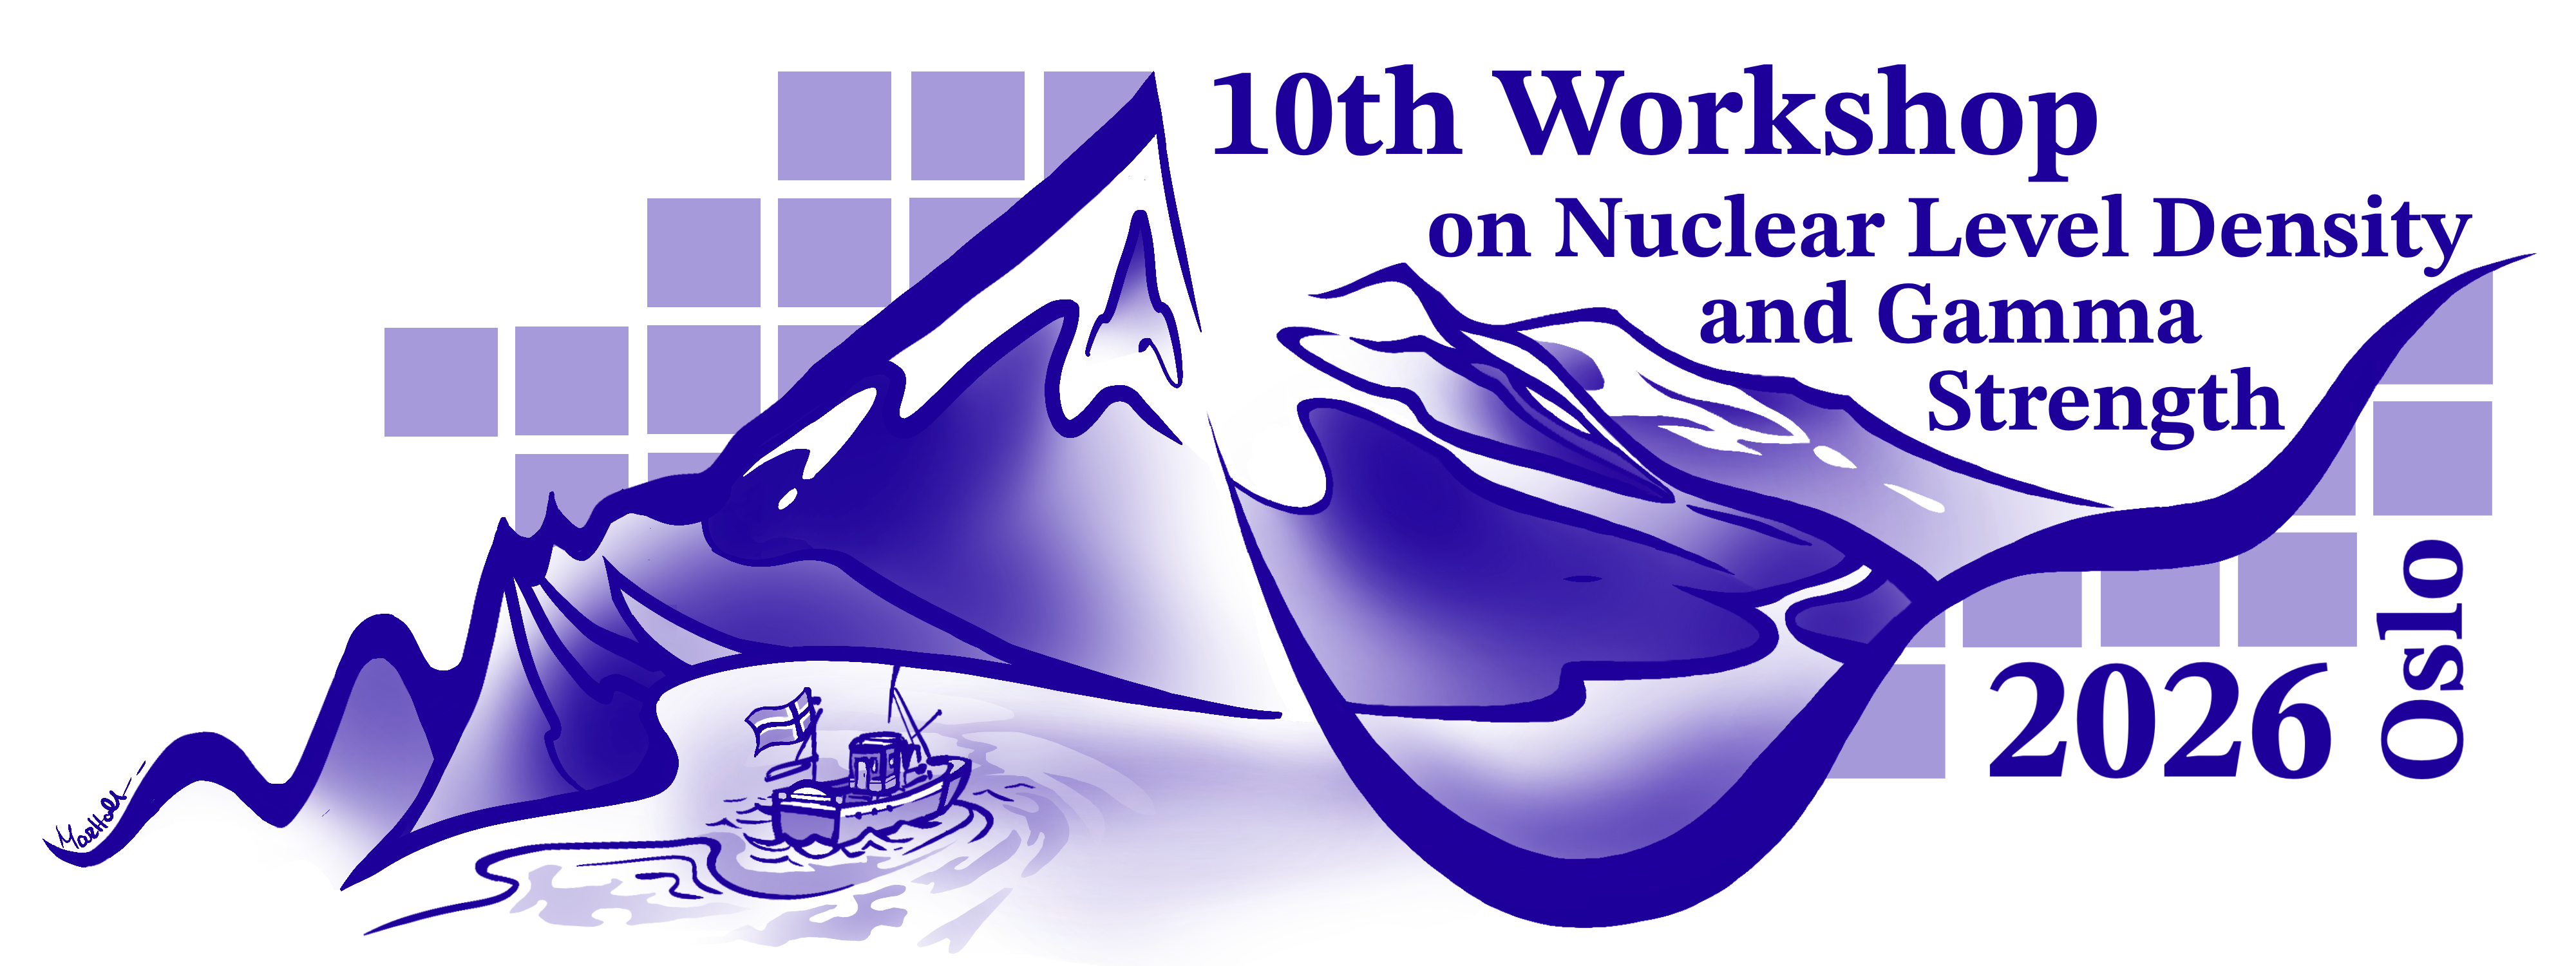 10th Workshop
on Nuclear Level Density
and Gamma
Strength
Oslo
2026